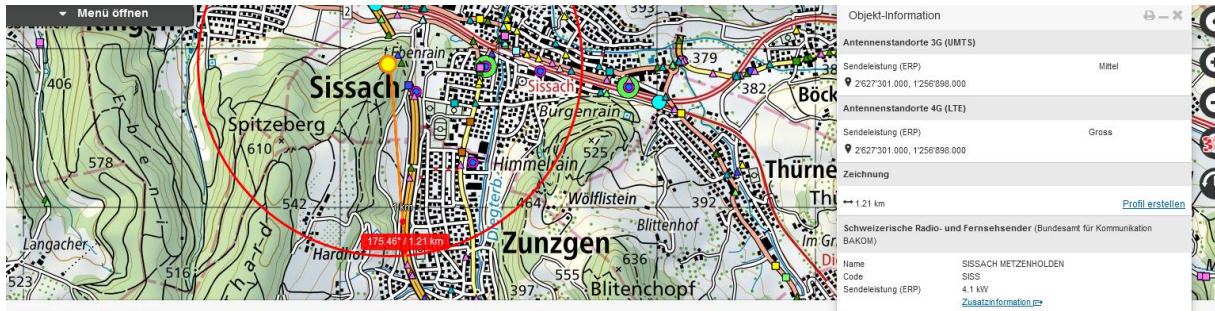 Menü öffnen
393
Ebenrain
379
406
Sissach
Sissach
382
Böck
Spitzeberg
Burgenrain
610
578
525
Himmelrain
Thürne
542
464
Wölflistein
392
1km
Diegterb.
Blittenhof
175.46° / 1.21 km
Langacher
Zunzgen
516
636
523
555
397
Blitenchopf
Objekt-Information
Antennenstandorte 3G (UMTS)
Sendeleistung (ERP) Mittel
2'627'301.000, 1'256'898.000
Antennenstandorte 4G (LTE)
Sendeleistung (ERP) Gross
2'627'301.000, 1'256'898.000
Zeichnung
1.21 km Profil erstellen
Schweizerische Radio- und Fernsehsender (Bundesamt für Kommunikation
BAKOM)
Name SISSACH METZENHOLDEN
Code SISS
Sendeleistung (ERP) 4.1 kW
Zusatzinformation